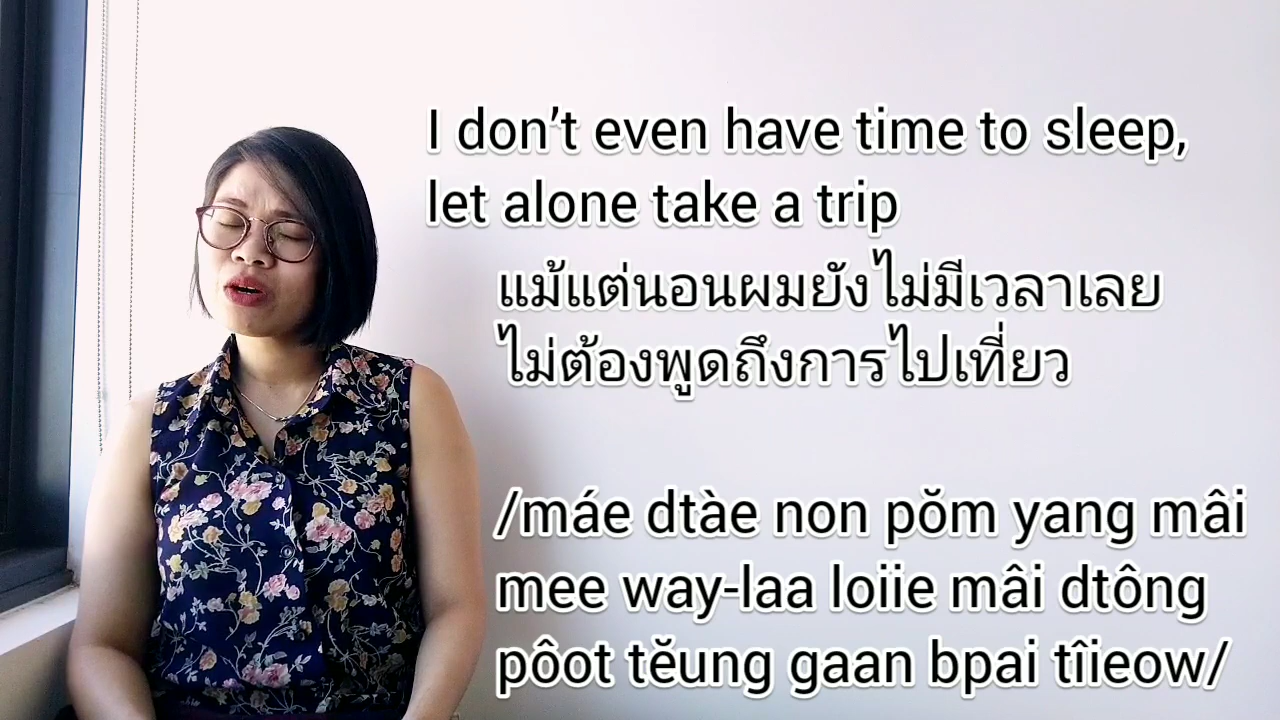 I don't even have time to sleep,
let alone take a trip
แม้แต่นอนผมยังไม่มีเวลาเลย
ไม่ต้องพูดถึงการไปเที่ยว
/máe dtàe non pŏm yang mâi
mee way-laa loiie mâi dtông
pôot tĕung gaan bpai tîieow/